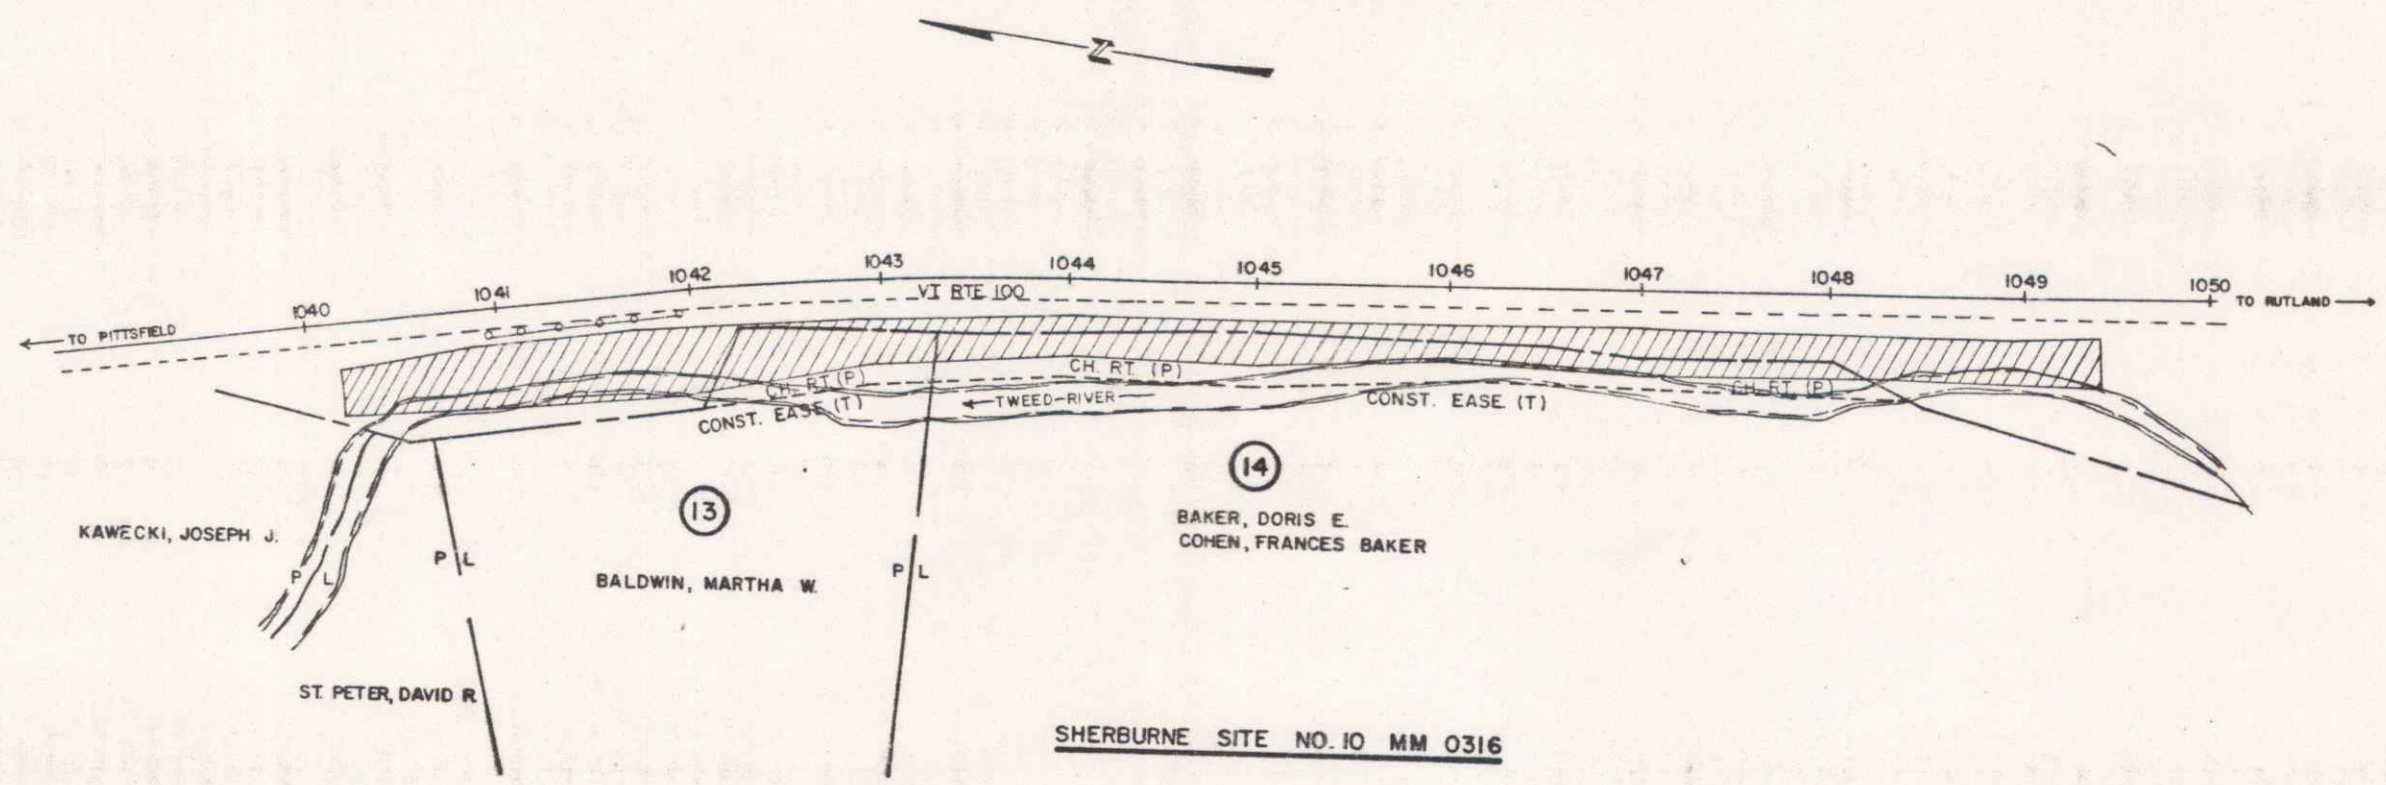 N
1040
1041
1042
1043
1044
1045
1046
1047
1048
1049
1050
VT RTE 100
TO PITTSFIELD
TO RUTLAND
CH. RT. (P)
CH. RT. (P)
CH. RT. (P)
CONST. EASE (T)
TWEED-RIVER
CONST. EASE (T)
13
14
KAWECKI, JOSEPH J.
BAKER, DORIS E.
COHEN, FRANCES BAKER
P L
P L
P L
BALDWIN, MARTHA W.
ST. PETER, DAVID R.
SHERBURNE SITE NO. 10 MM 0316